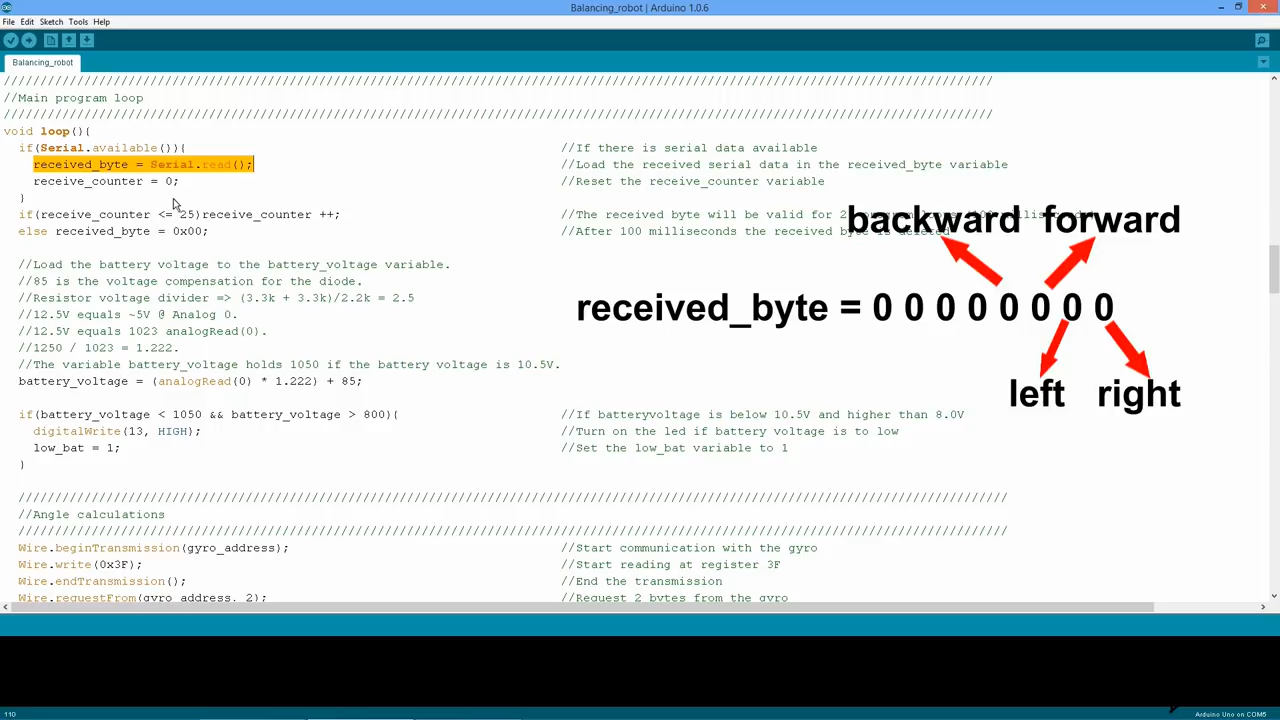 Balancing_robot | Arduino 1.0.6
File Edit Sketch Tools Help
Balancing_robot
////////////////////////////////////////////////////////////////////////////////////////////////////////////////////////////////////////
//Main program loop
////////////////////////////////////////////////////////////////////////////////////////////////////////////////////////////////////////
void loop(){
if(Serial.available()){ //If there is serial data available
received_byte = Serial.read(); //Load the received serial data in the received_byte variable
receive_counter = 0; //Reset the receive_counter variable
}
if(receive_counter <= 25)receive_counter ++; //The received byte will be valid for
else received_byte = 0x00; //After 100 milliseconds the received byte is deleted
backward forward
received_byte = 0 0 0 0 0 0 0 0
left right
//Load the battery voltage to the battery_voltage variable.
//85 is the voltage compensation for the diode.
//Resistor voltage divider => (3.3k + 3.3k)/2.2k = 2.5
//12.5V equals ~5V @ Analog 0.
//12.5V equals 1023 analogRead(0).
//1250 / 1023 = 1.222.
//The variable battery_voltage holds 1050 if the battery voltage is 10.5V.
battery_voltage = (analogRead(0) * 1.222) + 85;
if(battery_voltage < 1050 && battery_voltage > 800){ //If batteryvoltage is below 10.5V and higher than 8.0V
digitalWrite(13, HIGH); //Turn on the led if battery voltage is to low
low_bat = 1; //Set the low_bat variable to 1
}
////////////////////////////////////////////////////////////////////////////////////////////////////////////////////////////////////////
//Angle calculations
////////////////////////////////////////////////////////////////////////////////////////////////////////////////////////////////////////
Wire.beginTransmission(gyro_address); //Start communication with the gyro
Wire.write(0x3F); //Start reading at register 3F
Wire.endTransmission(); //End the transmission
Wire.requestFrom(gyro_address, 2); //Request 2 bytes from the gyro
110
Arduino Uno on COM5